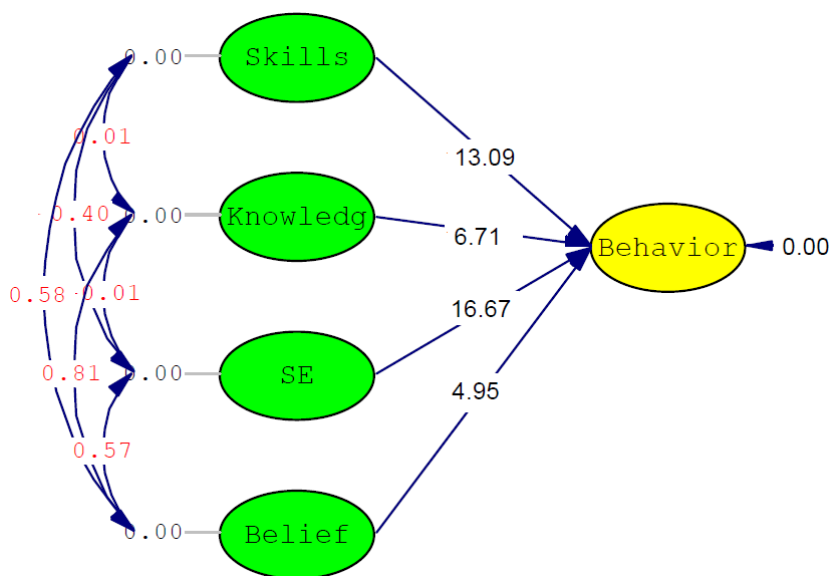 0.00 Skills
0.01
13.09
-0.40 0.00 Knowledg
6.71
Behavior 0.00
0.58 -0.01
16.67
0.81 0.00 SE
4.95
0.57
0.00 Belief